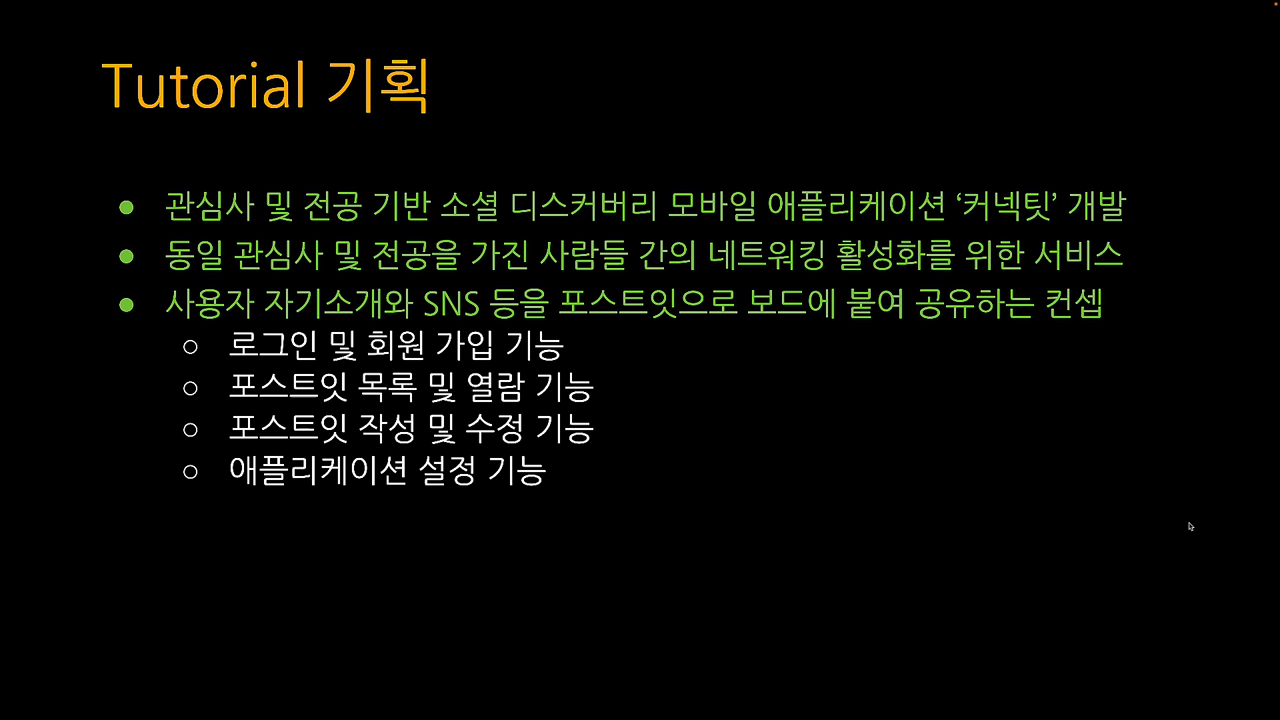 Tutorial 기획
● 관심사 및 전공 기반 소셜 디스커버리 모바일 애플리케이션 ‘커넥팃’ 개발
● 동일 관심사 및 전공을 가진 사람들 간의 네트워킹 활성화를 위한 서비스
● 사용자 자기소개와 SNS 등을 포스트잇으로 보드에 붙여 공유하는 컨셉
○ 로그인 및 회원 가입 기능
○ 포스트잇 목록 및 열람 기능
○ 포스트잇 작성 및 수정 기능
○ 애플리케이션 설정 기능